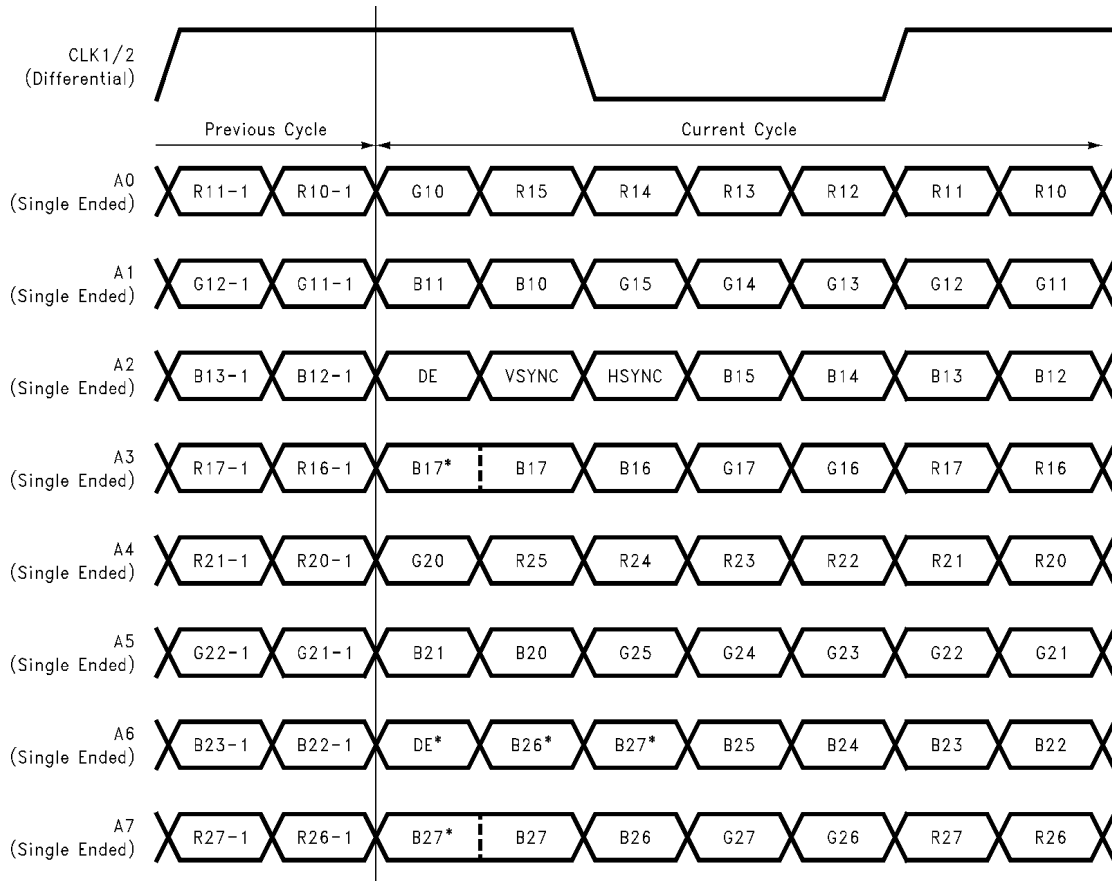 CLK1/2
(Differential)
Previous Cycle
Current Cycle
A0
(Single Ended)
R11-1 R10-1 G10 R15 R14 R13 R12 R11 R10
A1
(Single Ended)
G12-1 G11-1 B11 B10 G15 G14 G13 G12 G11
A2
(Single Ended)
B13-1 B12-1 DE VSYNC HSYNC B15 B14 B13 B12
A3
(Single Ended)
R17-1 R16-1 B17* B17 B16 G17 G16 R17 R16
A4
(Single Ended)
R21-1 R20-1 G20 R25 R24 R23 R22 R21 R20
A5
(Single Ended)
G22-1 G21-1 B21 B20 G25 G24 G23 G22 G21
A6
(Single Ended)
B23-1 B22-1 DE* B26* B27* B25 B24 B23 B22
A7
(Single Ended)
R27-1 R26-1 B27* B27 B26 G27 G26 R27 R26